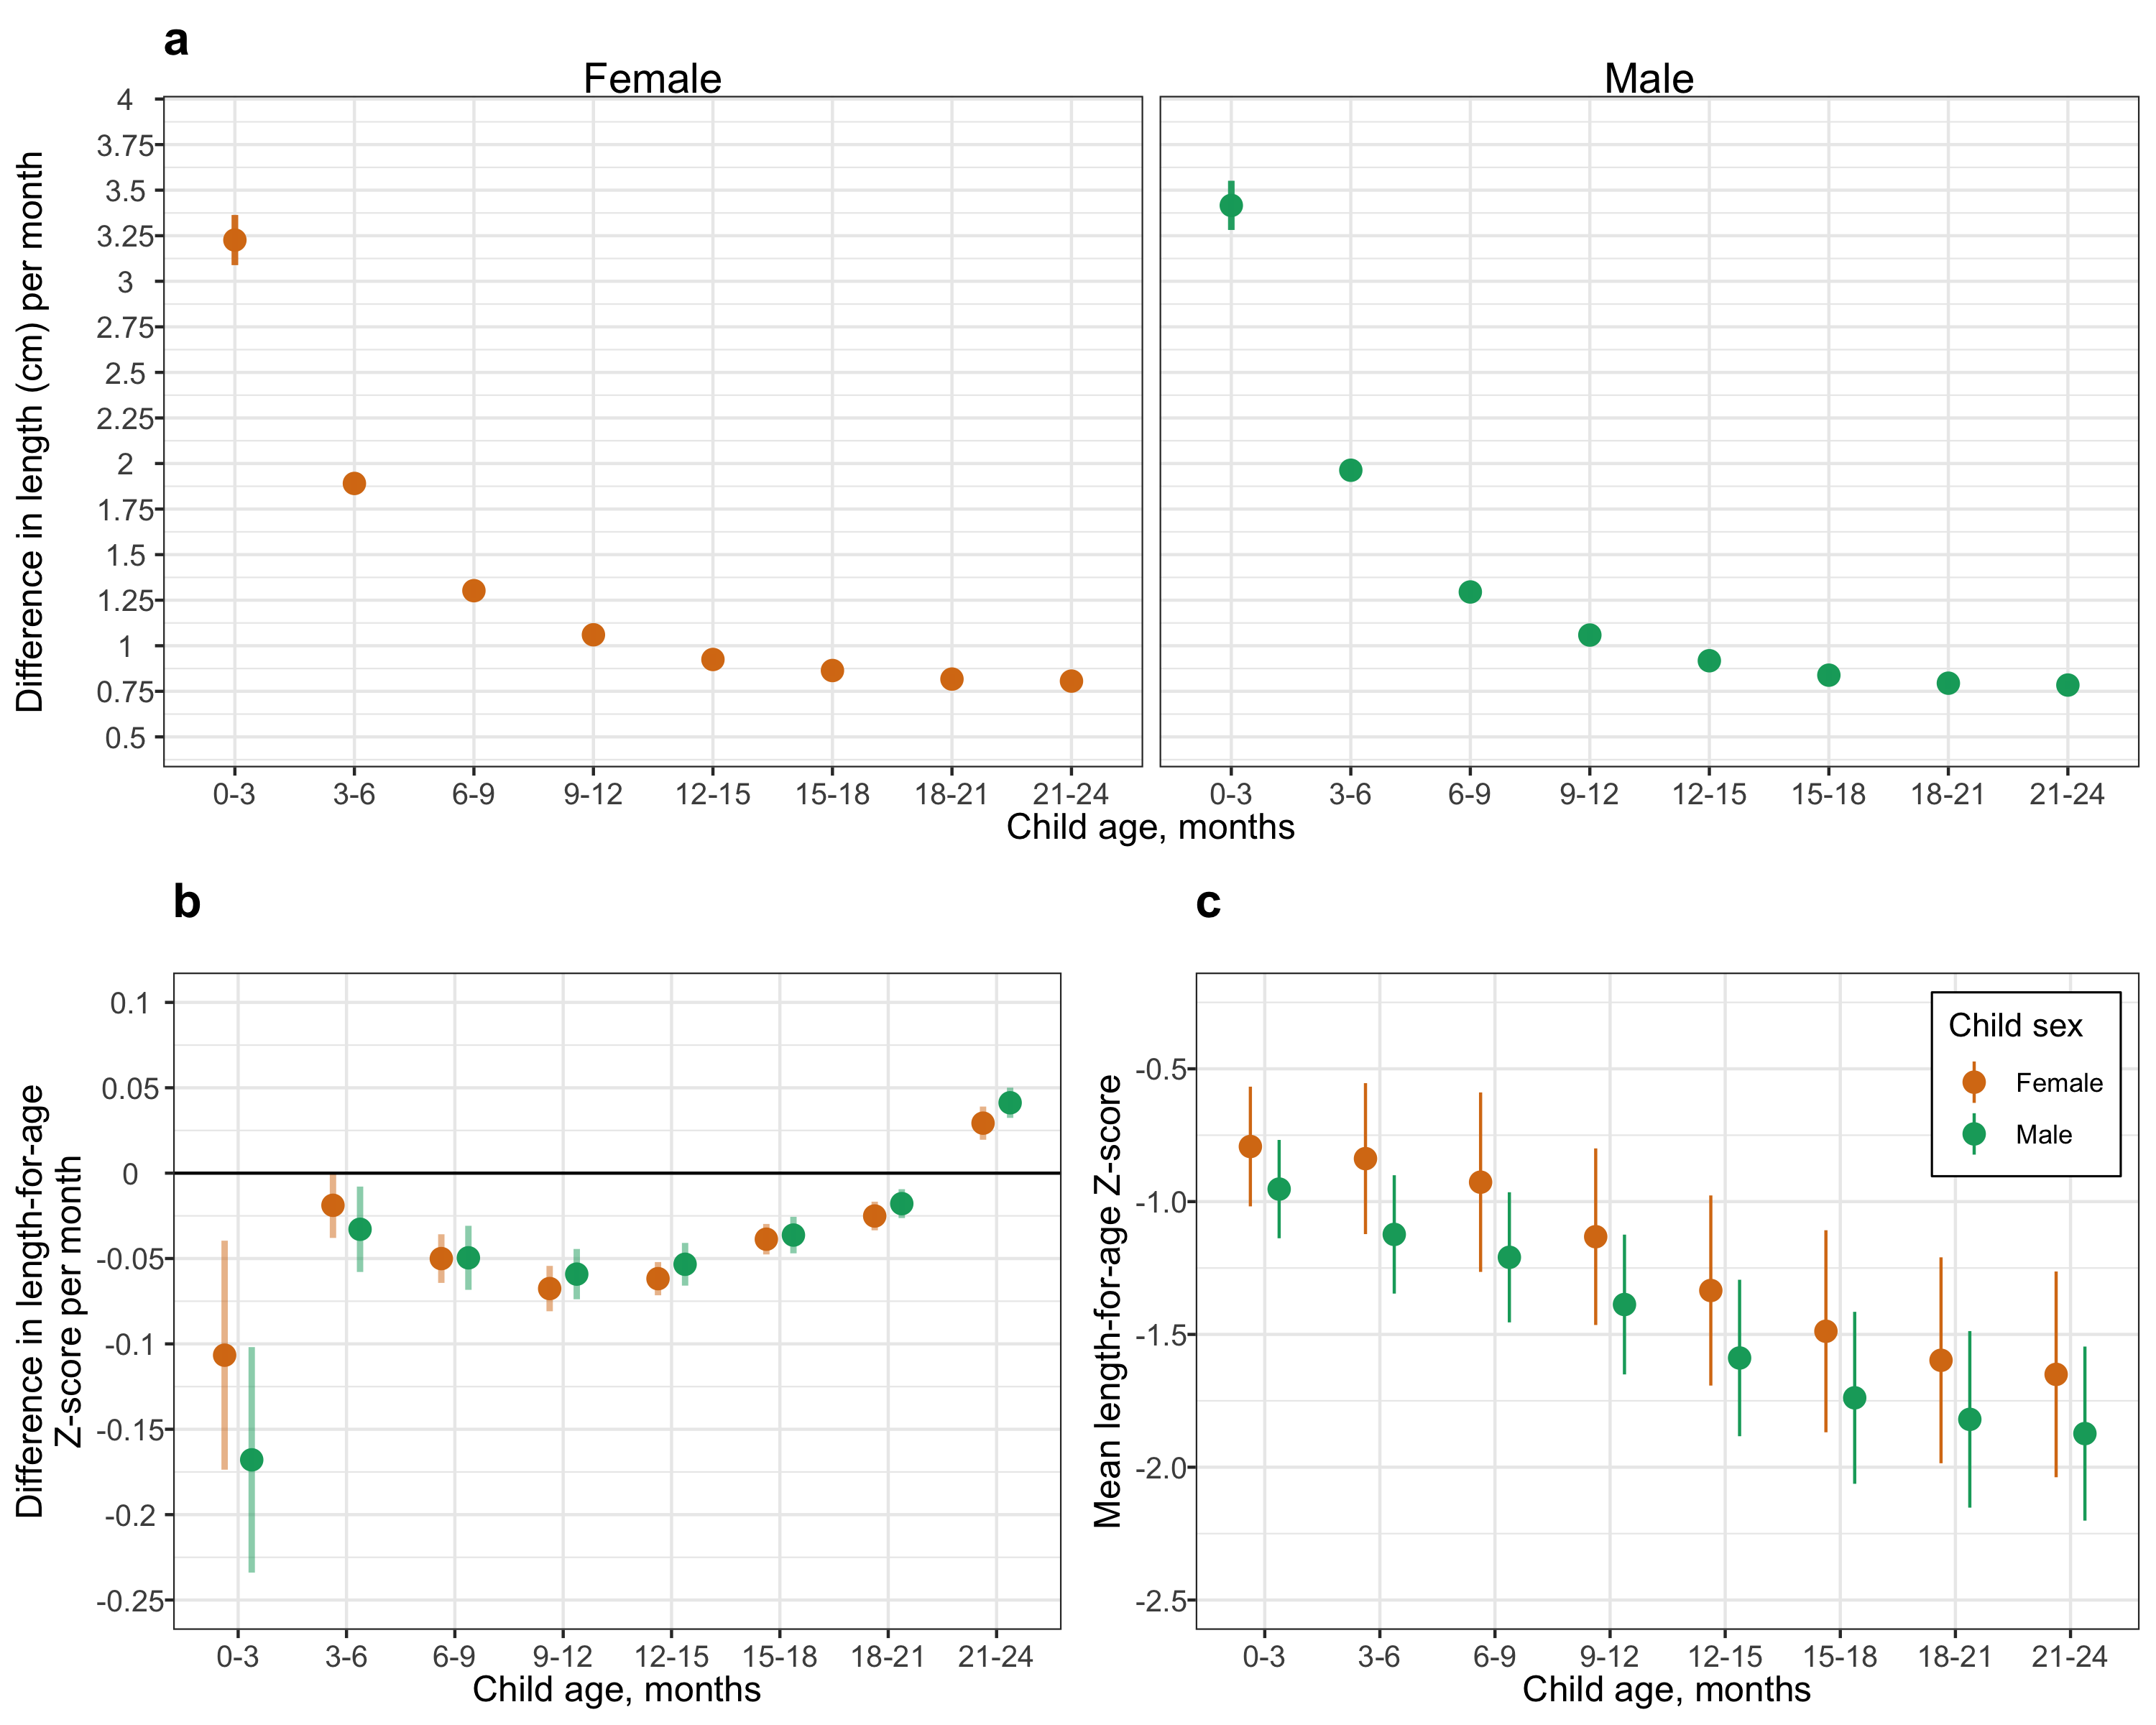 a
Female
Male
Difference in length (cm) per month
4
3.75
3.5
3.25
3
2.75
2.5
2.25
2
1.75
1.5
1.25
1
0.75
0.5
0-3 3-6 6-9 9-12 12-15 15-18 18-21 21-24
0-3 3-6 6-9 9-12 12-15 15-18 18-21 21-24
Child age, months
b
Difference in length-for-age
Z-score per month
0.1
0.05
0
-0.05
-0.1
-0.15
-0.2
-0.25
0-3 3-6 6-9 9-12 12-15 15-18 18-21 21-24
Child age, months
c
Mean length-for-age Z-score
-0.5
-1.0
-1.5
-2.0
-2.5
Child sex
Female
Male
0-3 3-6 6-9 9-12 12-15 15-18 18-21 21-24
Child age, months